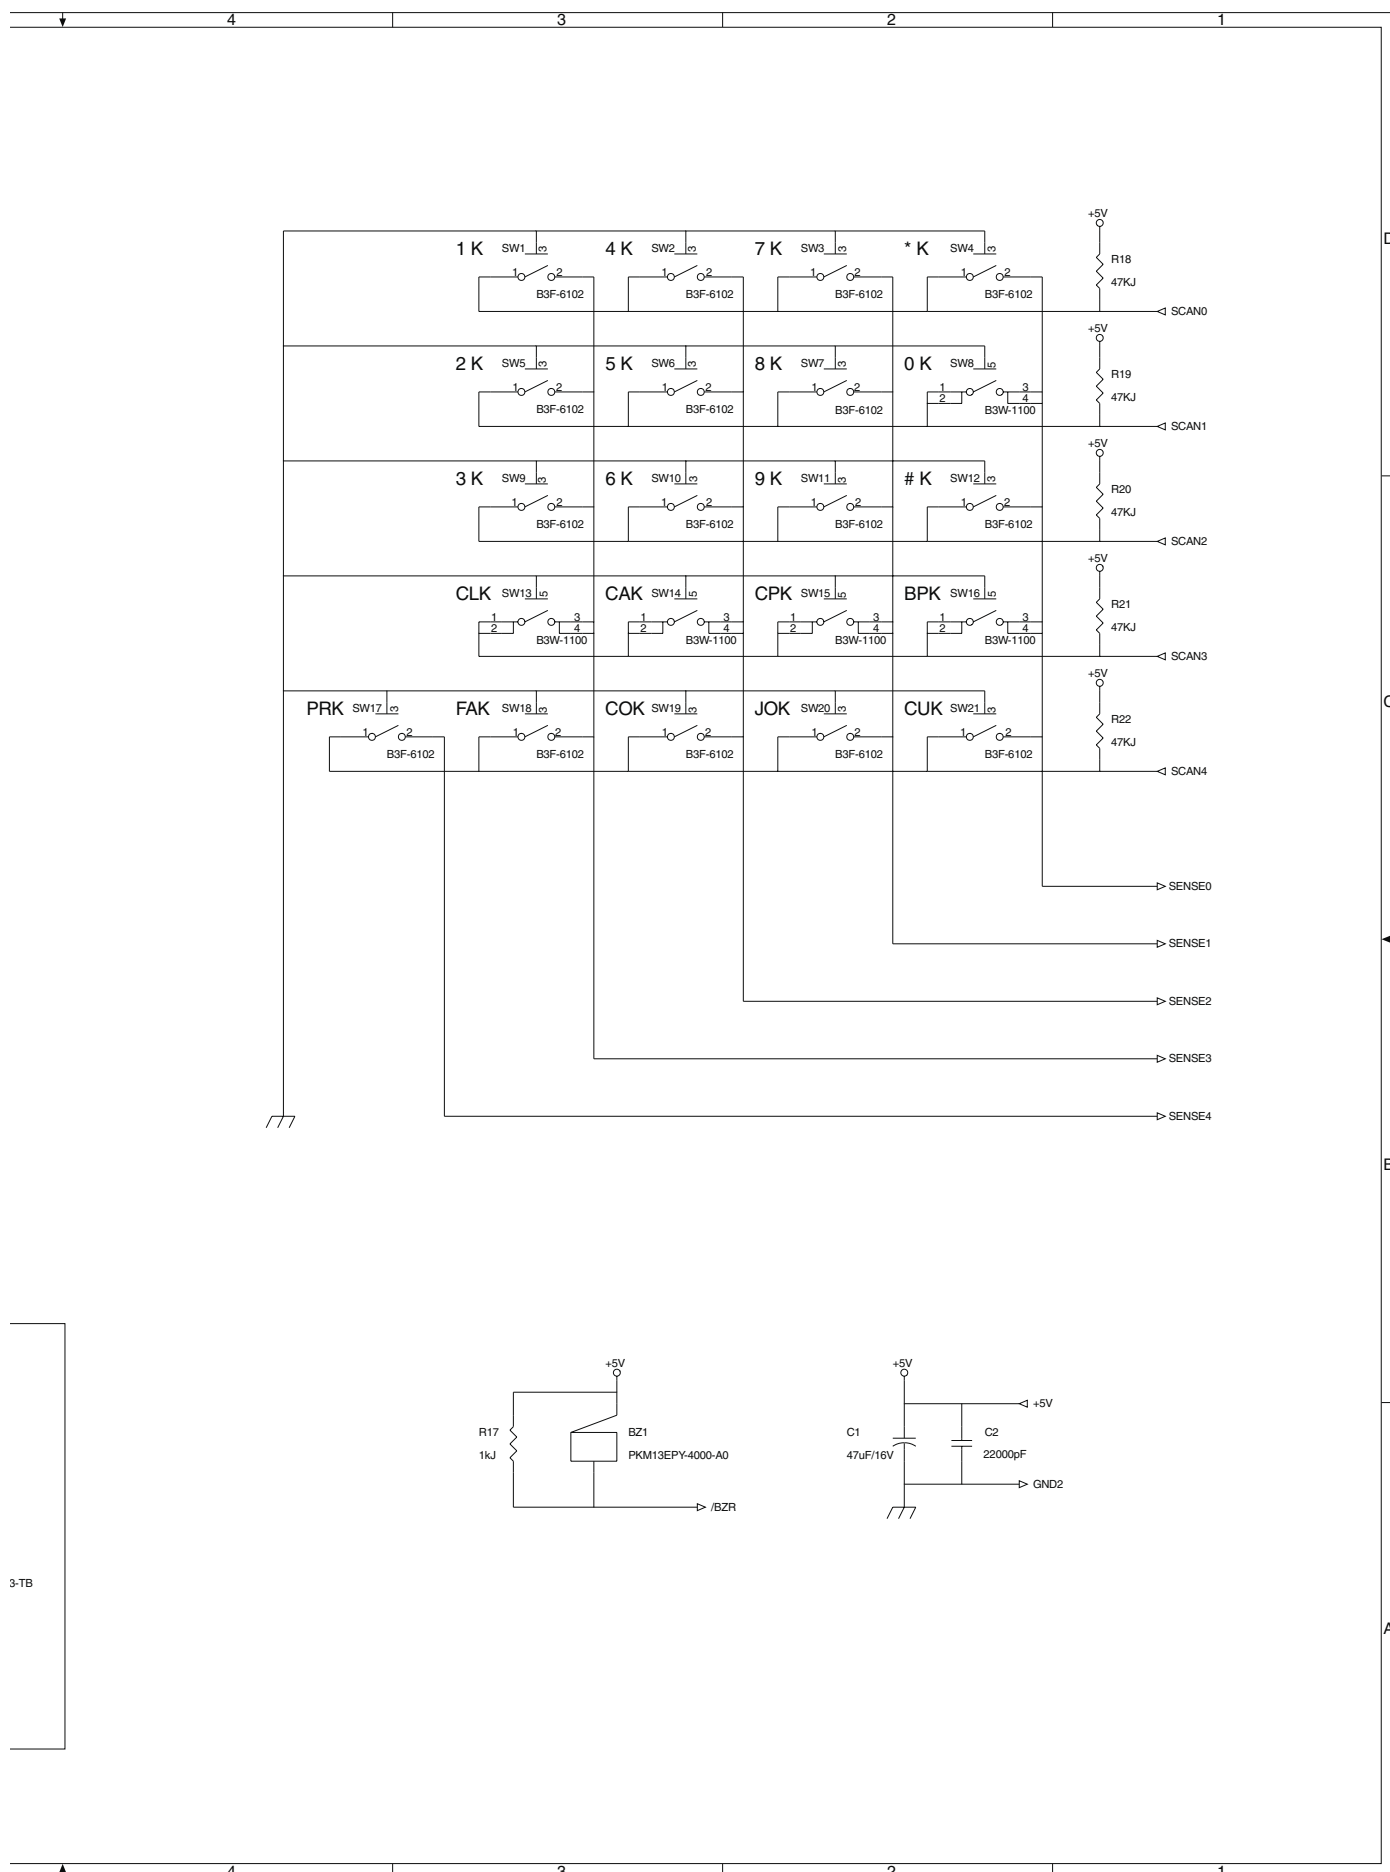 4 3 2 1
+5V
D
1 K SW1 3 4 K SW2 3 7 K SW3 3 * K SW4 3
R18
1 2 1 2 1 2 1 2
47KJ
B3F-6102 B3F-6102 B3F-6102 B3F-6102
SCAN0
+5V
2 K SW5 3 5 K SW6 3 8 K SW7 3 0 K SW8 5
R19
1 2 1 2 1 2 1 3
47KJ
2 4
B3F-6102 B3F-6102 B3F-6102 B3W-1100
SCAN1
+5V
3 K SW9 3 6 K SW10 3 9 K SW11 3 # K SW12 3
R20
1 2 1 2 1 2 1 2
47KJ
B3F-6102 B3F-6102 B3F-6102 B3F-6102
SCAN2
+5V
CLK SW13 5 CAK SW14 5 CPK SW15 5 BPK SW16 5
R21
1 3 1 3 1 3 1 3
47KJ
2 4 2 4 2 4 2 4
B3W-1100 B3W-1100 B3W-1100 B3W-1100
SCAN3
+5V
C
PRK SW17 3 FAK SW18 3 COK SW19 3 JOK SW20 3 CUK SW21 3
R22
1 2 1 2 1 2 1 2 1 2
47KJ
B3F-6102 B3F-6102 B3F-6102 B3F-6102 B3F-6102
SCAN4
SENSE0
SENSE1
SENSE2
SENSE3
SENSE4
B
+5V +5V
+5V
R17 BZ1 C1 C2
1kJ PKM13EPY-4000-A0 47uF/16V 22000pF
GND2
/BZR
3-TB
A
4 3 2 1